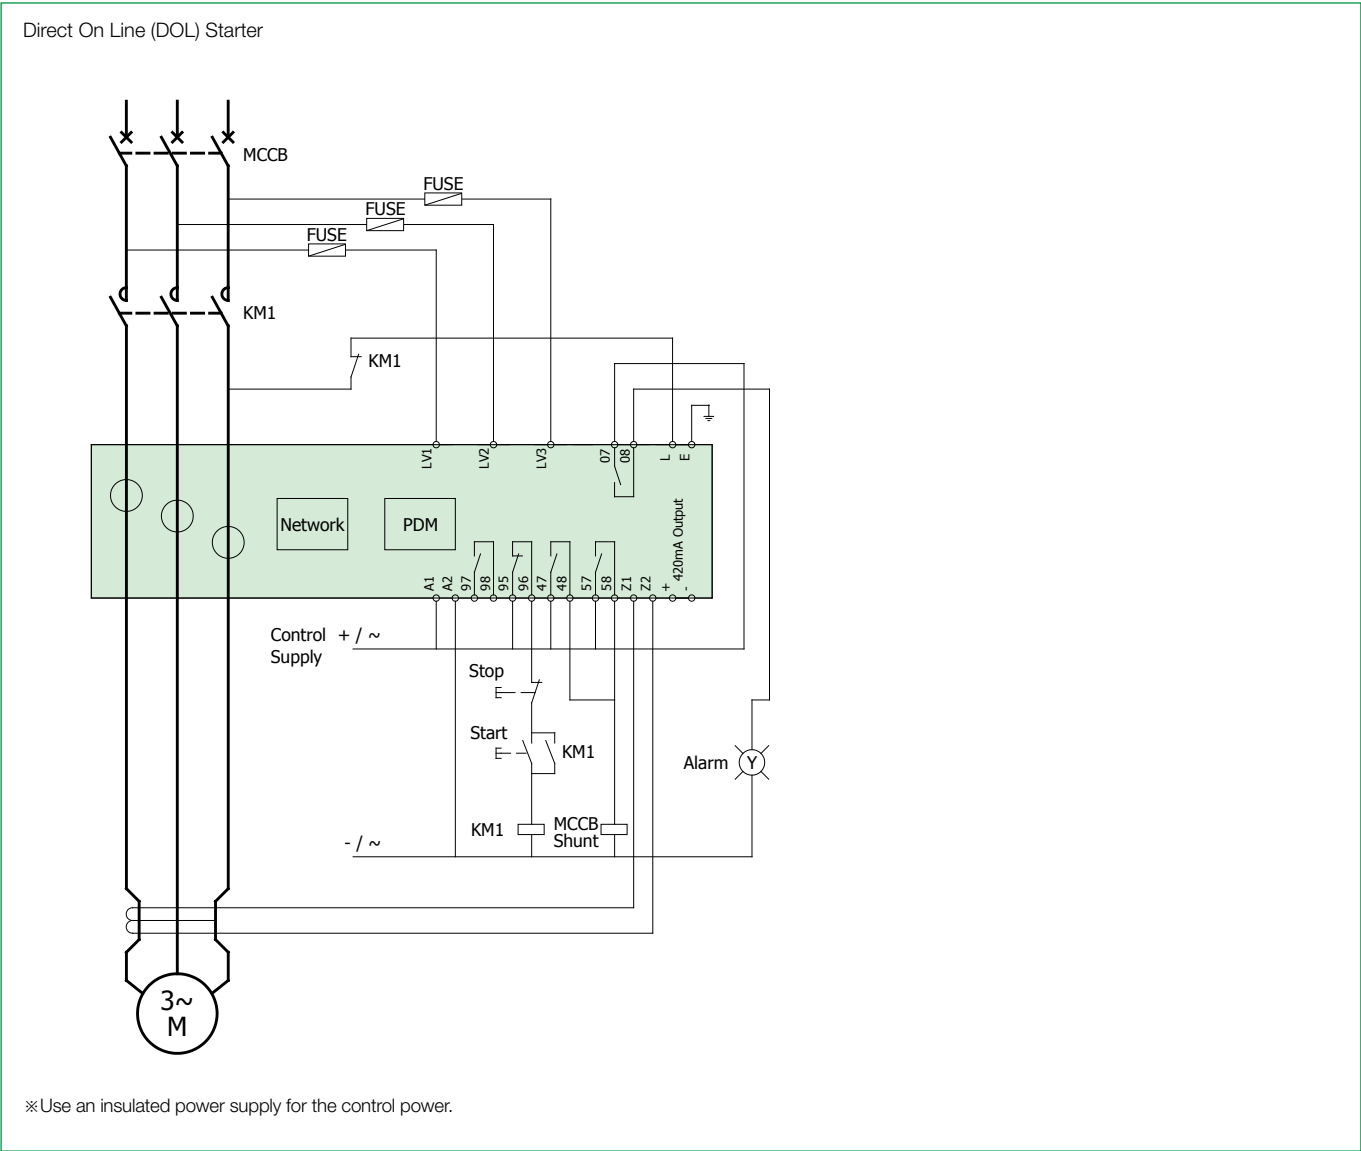 Direct On Line (DOL) Starter
MCCB
FUSE
FUSE
FUSE
KM1
KM1
LV1
LV2
LV3
07
08
L
E
Network
PDM
420mA Output
A1
A2
97
98
95
96
47
48
57
58
Z1
Z2
+
-
Control + / ~
Supply
Stop
Start
KM1
Alarm
Y
KM1
MCCB
Shunt
- / ~
3~
M
※Use an insulated power supply for the control power.